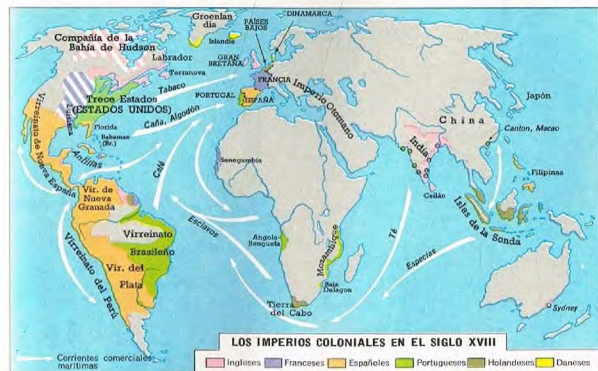 Groenlan
dia
Islandia
DINAMARCA
PAÍSES
BAJOS
Compañía de la
Bahía de Hudson
Labrador
Terranova
GRAN
BRETAÑA
FRANCIA
PORTUGAL
ESPAÑA
Imperio Otomano
Trece Estados
(ESTADOS UNIDOS)
Tabaco
Caña, Algodón
Luisiana
Florida
Bahamas
(Br.)
Virreinato de Nueva España
Antillas
Café
Senegambia
Vir. de
Nueva
Granada
Virreinato
Brasileño
Vir. del
Plata
Virreinato del Perú
Esclavos
Angola
Benguela
Mozambique
Baia
Delagoa
Tierra
del Cabo
China
Japón
Canton, Macao
India
Ceilán
Filipinas
Islas de la Sonda
Té
Especias
Sydney
LOS IMPERIOS COLONIALES EN EL SIGLO XVIII
Corrientes comerciales
marítimas
Ingleses
Franceses
Españoles
Portugueses
Holandeses
Daneses